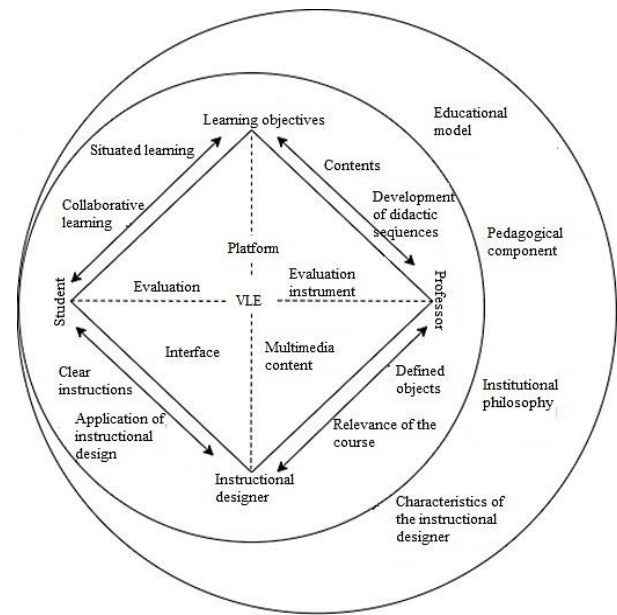 Educational
model
Learning objectives
Situated learning
Contents
Collaborative
learning
Development
of didactic
sequences
Pedagogical
component
Platform
Evaluation
Evaluation
instrument
Student
VLE
Professor
Interface
Multimedia
content
Clear
instructions
Defined
objects
Institutional
philosophy
Application of
instructional
design
Relevance of the
course
Instructional
designer
Characteristics of
the instructional
designer